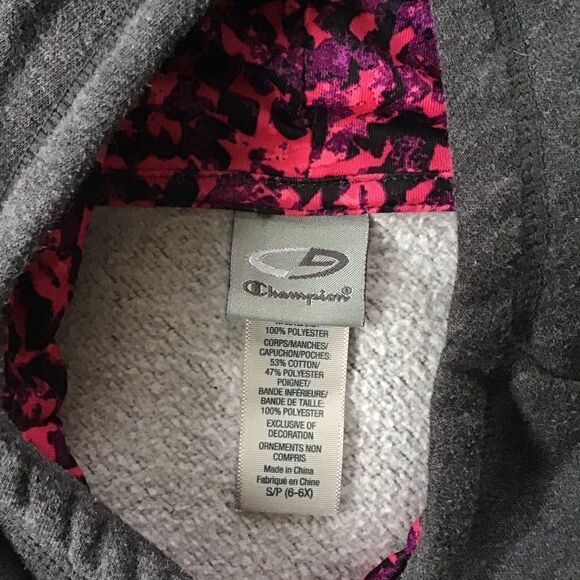 Champion®
100% POLYESTER
CORPS/MANCHES/
CAPUCHON/POCHES:
53% COTTON/
47% POLYESTER
POIGNET/
BANDE INFÉRIEURE/
BANDE DE TAILLE:
100% POLYESTER
EXCLUSIVE OF
DECORATION
ORNEMENTS NON
COMPRIS
Made in China
Fabriqué en Chine
S/P (6-6X)